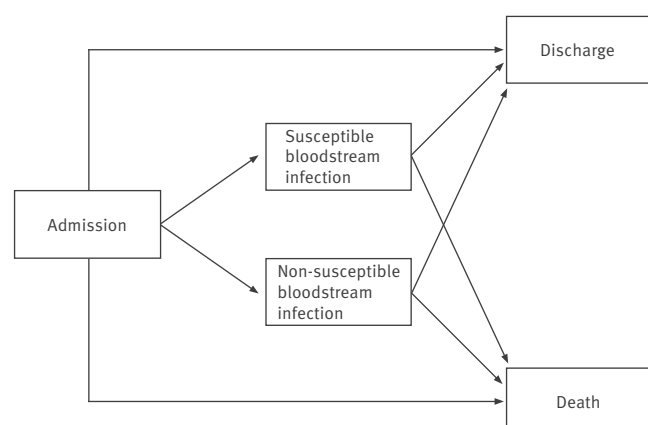 Discharge
Susceptible
bloodstream
infection
Admission
Non-susceptible
bloodstream
infection
Death